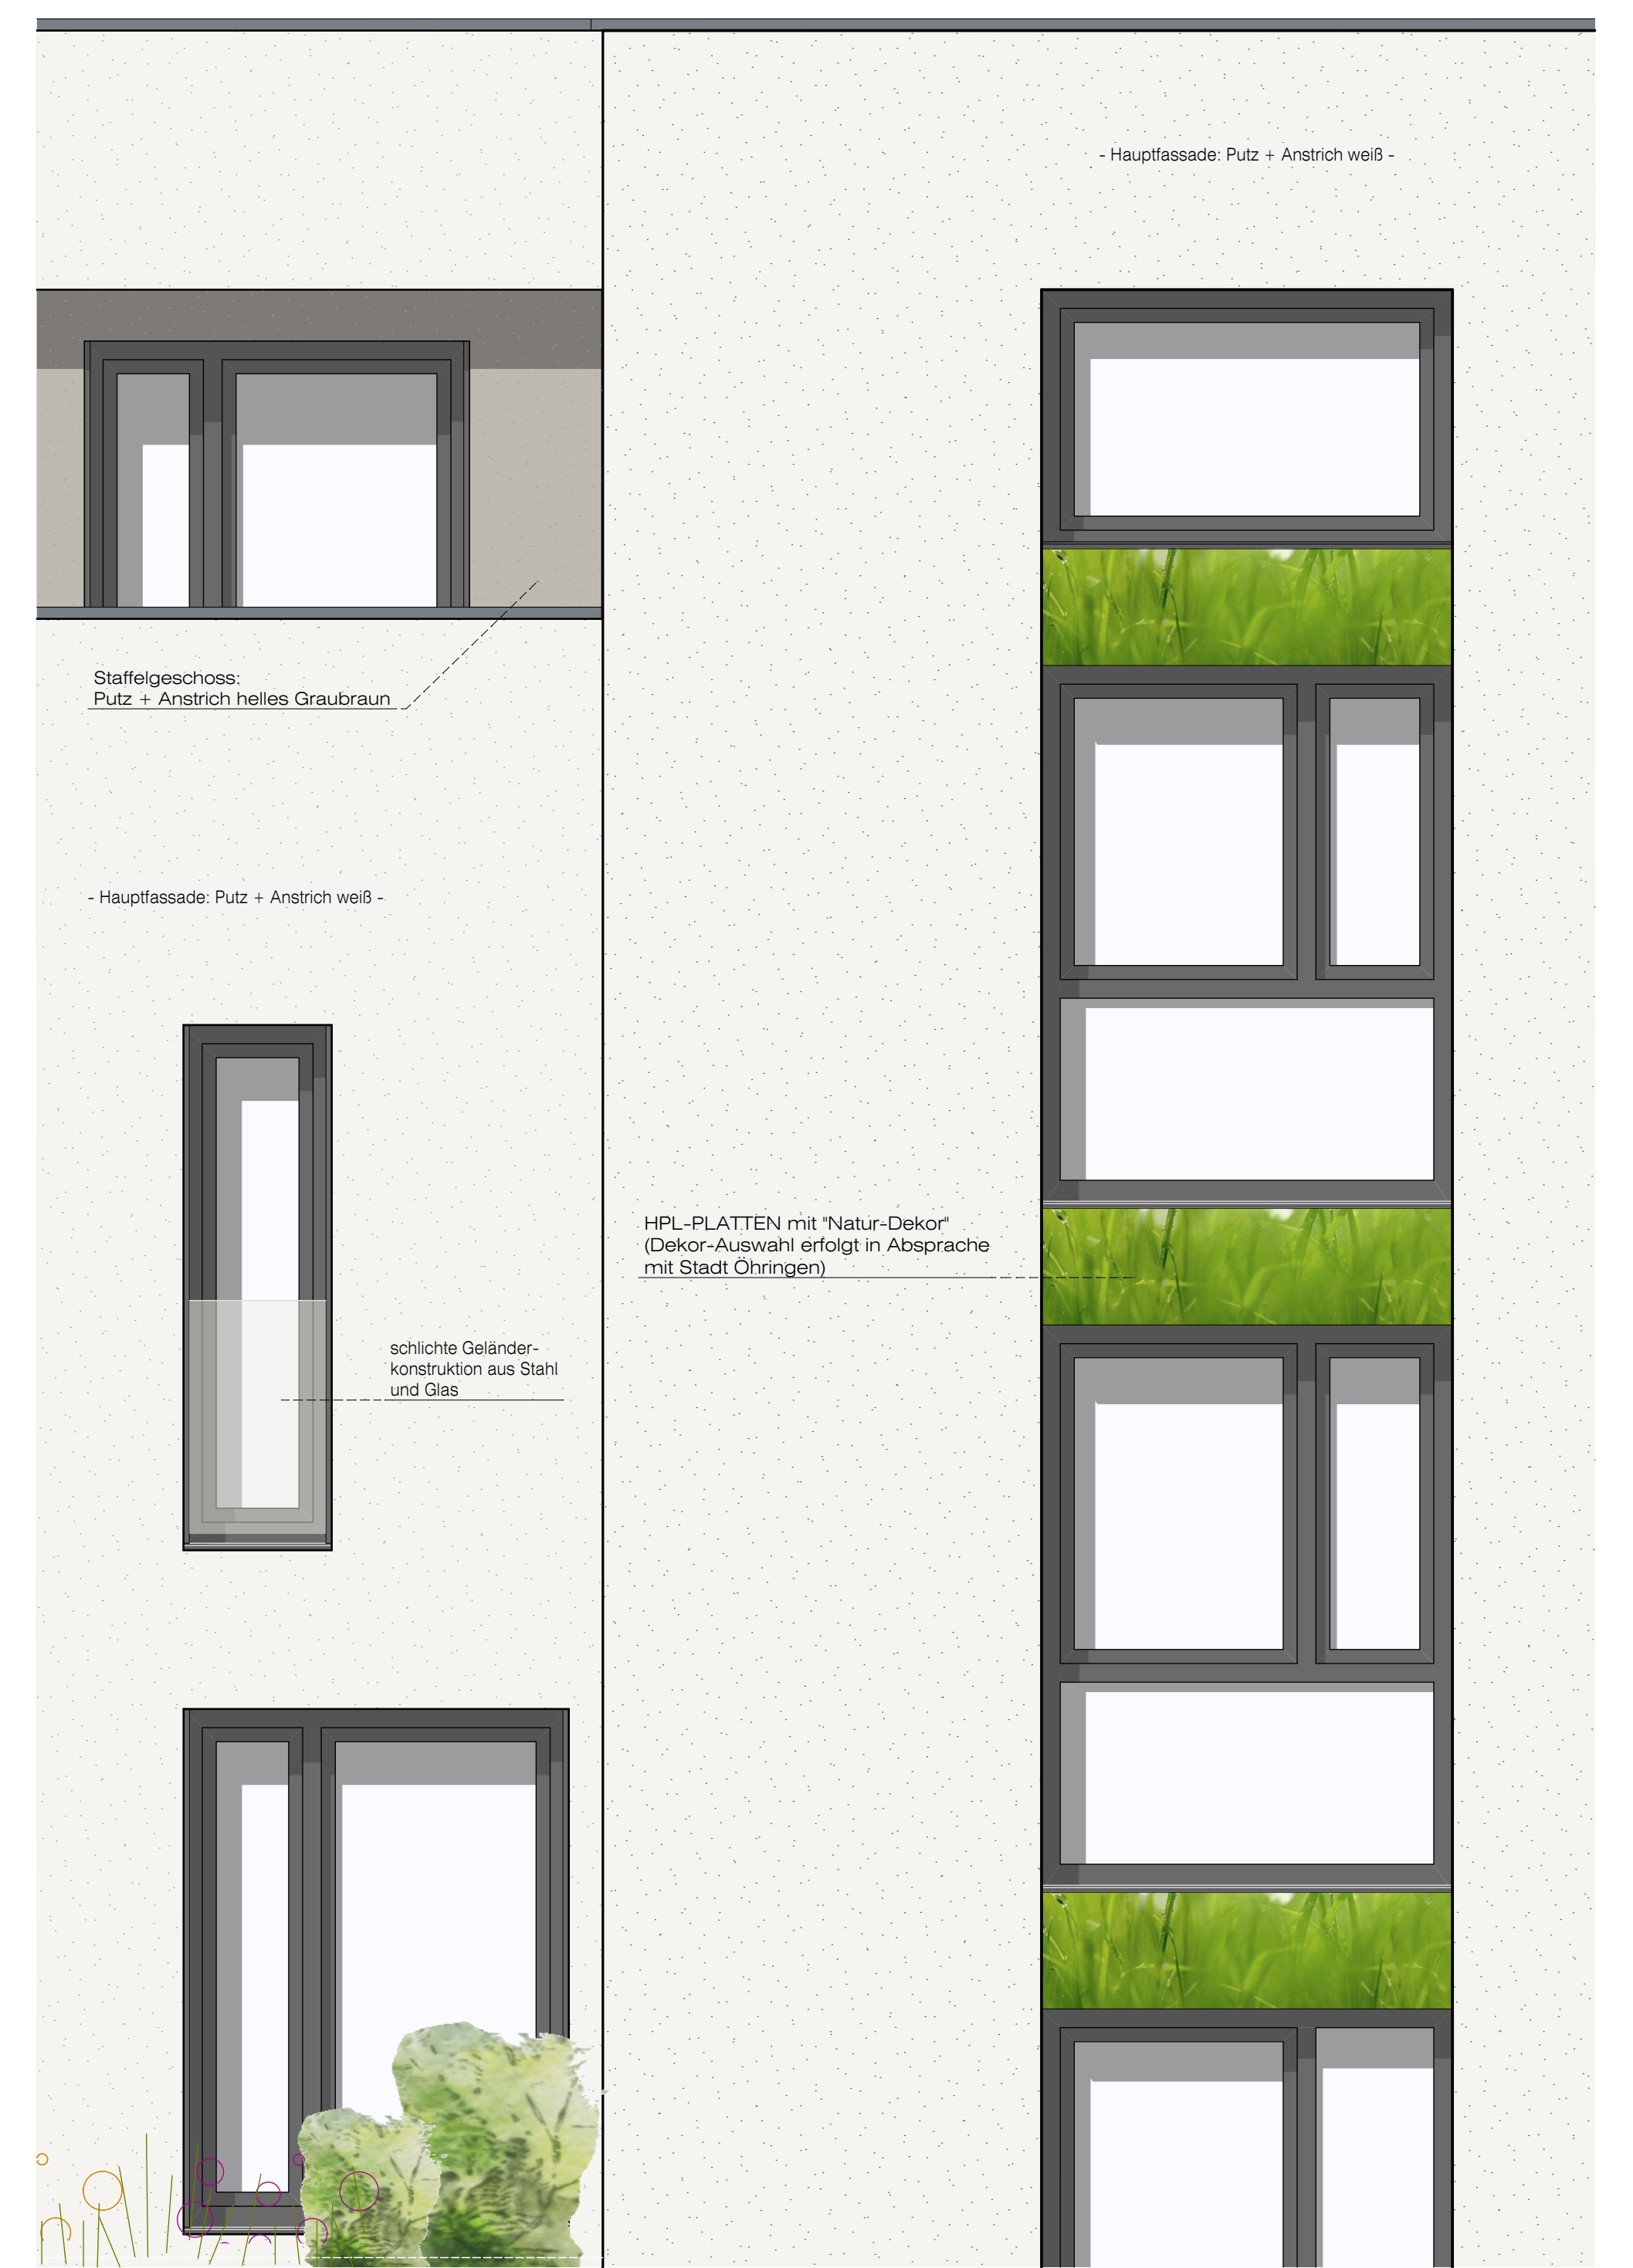 - Hauptfassade: Putz + Anstrich weiß -
Staffelgeschoss:
Putz + Anstrich helles Graubraun
- Hauptfassade: Putz + Anstrich weiß -
HPL-PLATTEN mit "Natur-Dekor"
(Dekor-Auswahl erfolgt in Absprache
mit Stadt Öhringen)
schlichte Geländer-
konstruktion aus Stahl
und Glas